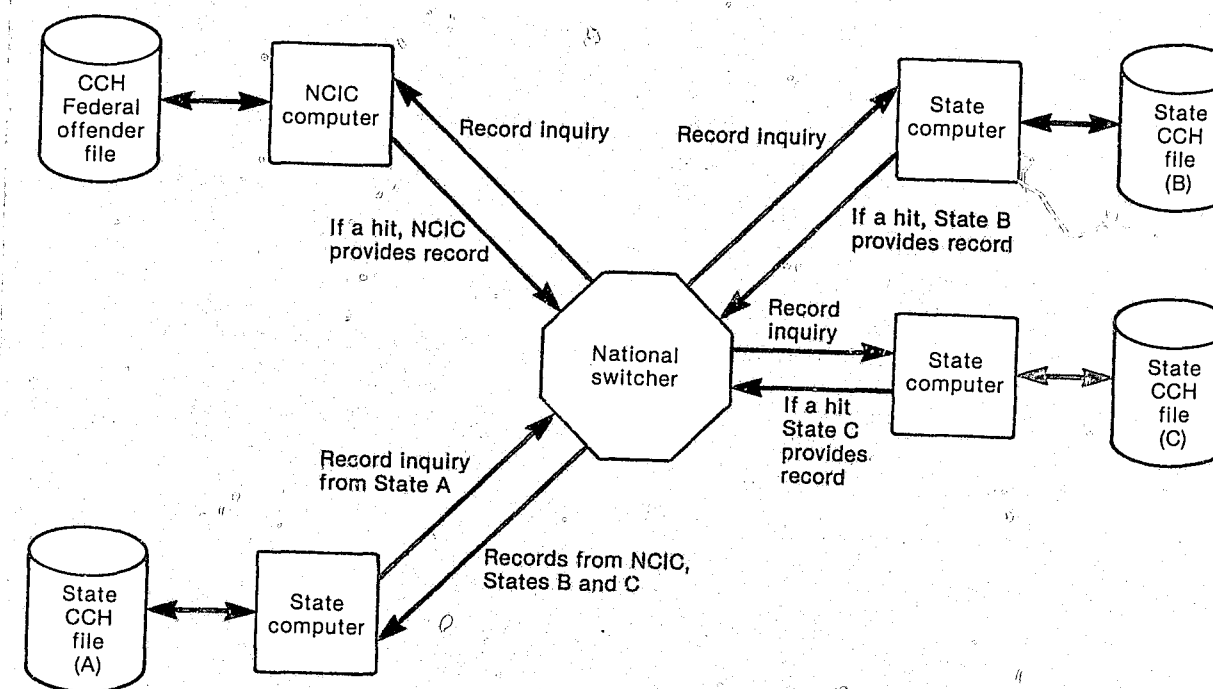 CCH
Federal
offender
file
NCIC
computer
Record inquiry
If a hit, NCIC
provides record
Record inquiry
State
computer
State
CCH
file
(B)
If a hit, State B
provides record
National
switcher
Record
inquiry
State
computer
State
CCH
file
(C)
If a hit
State C
provides
record
Record inquiry
from State A
Records from NCIC,
States B and C
State
CCH
file
(A)
State
computer